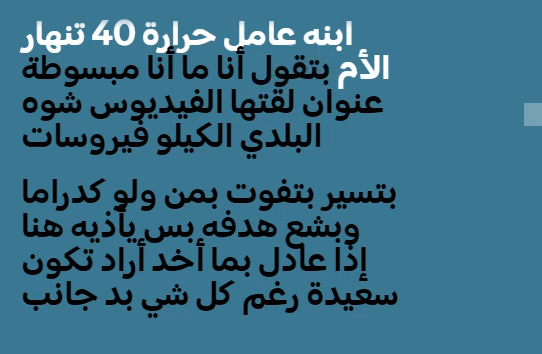 ابنه عامل حرارة 40 تنهار
الأم بتقول أنا ما أنا مبسوطة
عنوان لقتها الفيديوس شوه
البلدي الكيلو فيروسات
بتسير بتفوت بمن ولو كدراما
وبشع هدفه بس يأذيه هنا
إذا عادل بما أخد أراد تكون
سعيدة رغم كل شي بد جانب